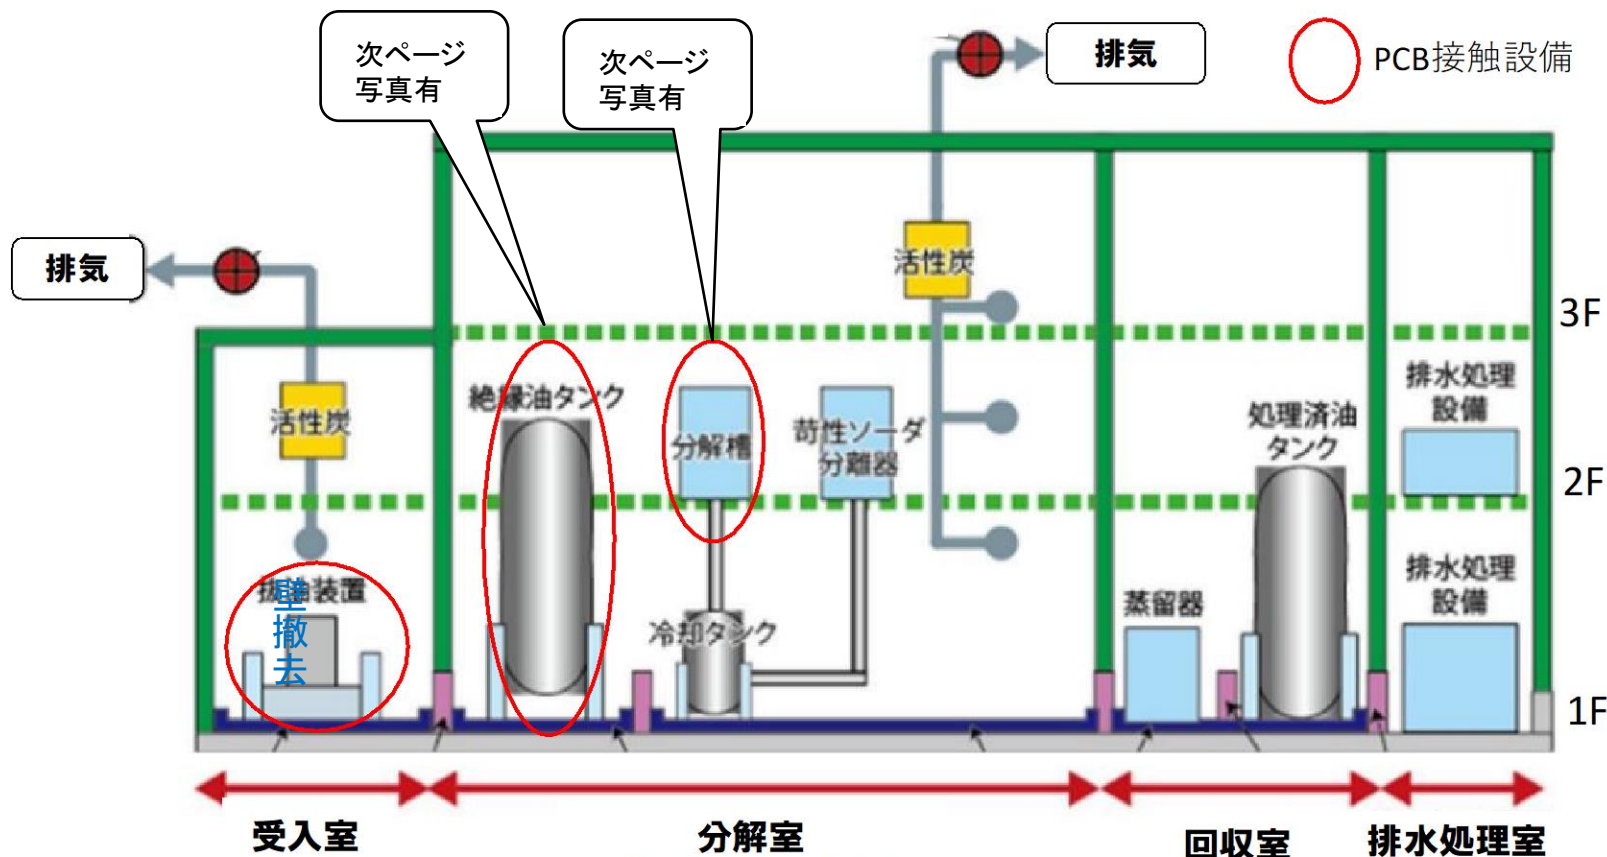 次ページ
写真有
次ページ
写真有
排気
PCB接触設備
排気
活性炭
3F
活性炭
絶縁油タンク
分解槽
苛性ソーダ
分離器
処理済油
タンク
排水処理
設備
2F
抜油装置
壁撤去
冷却タンク
蒸留器
排水処理
設備
1F
受入室
分解室
回収室
排水処理室